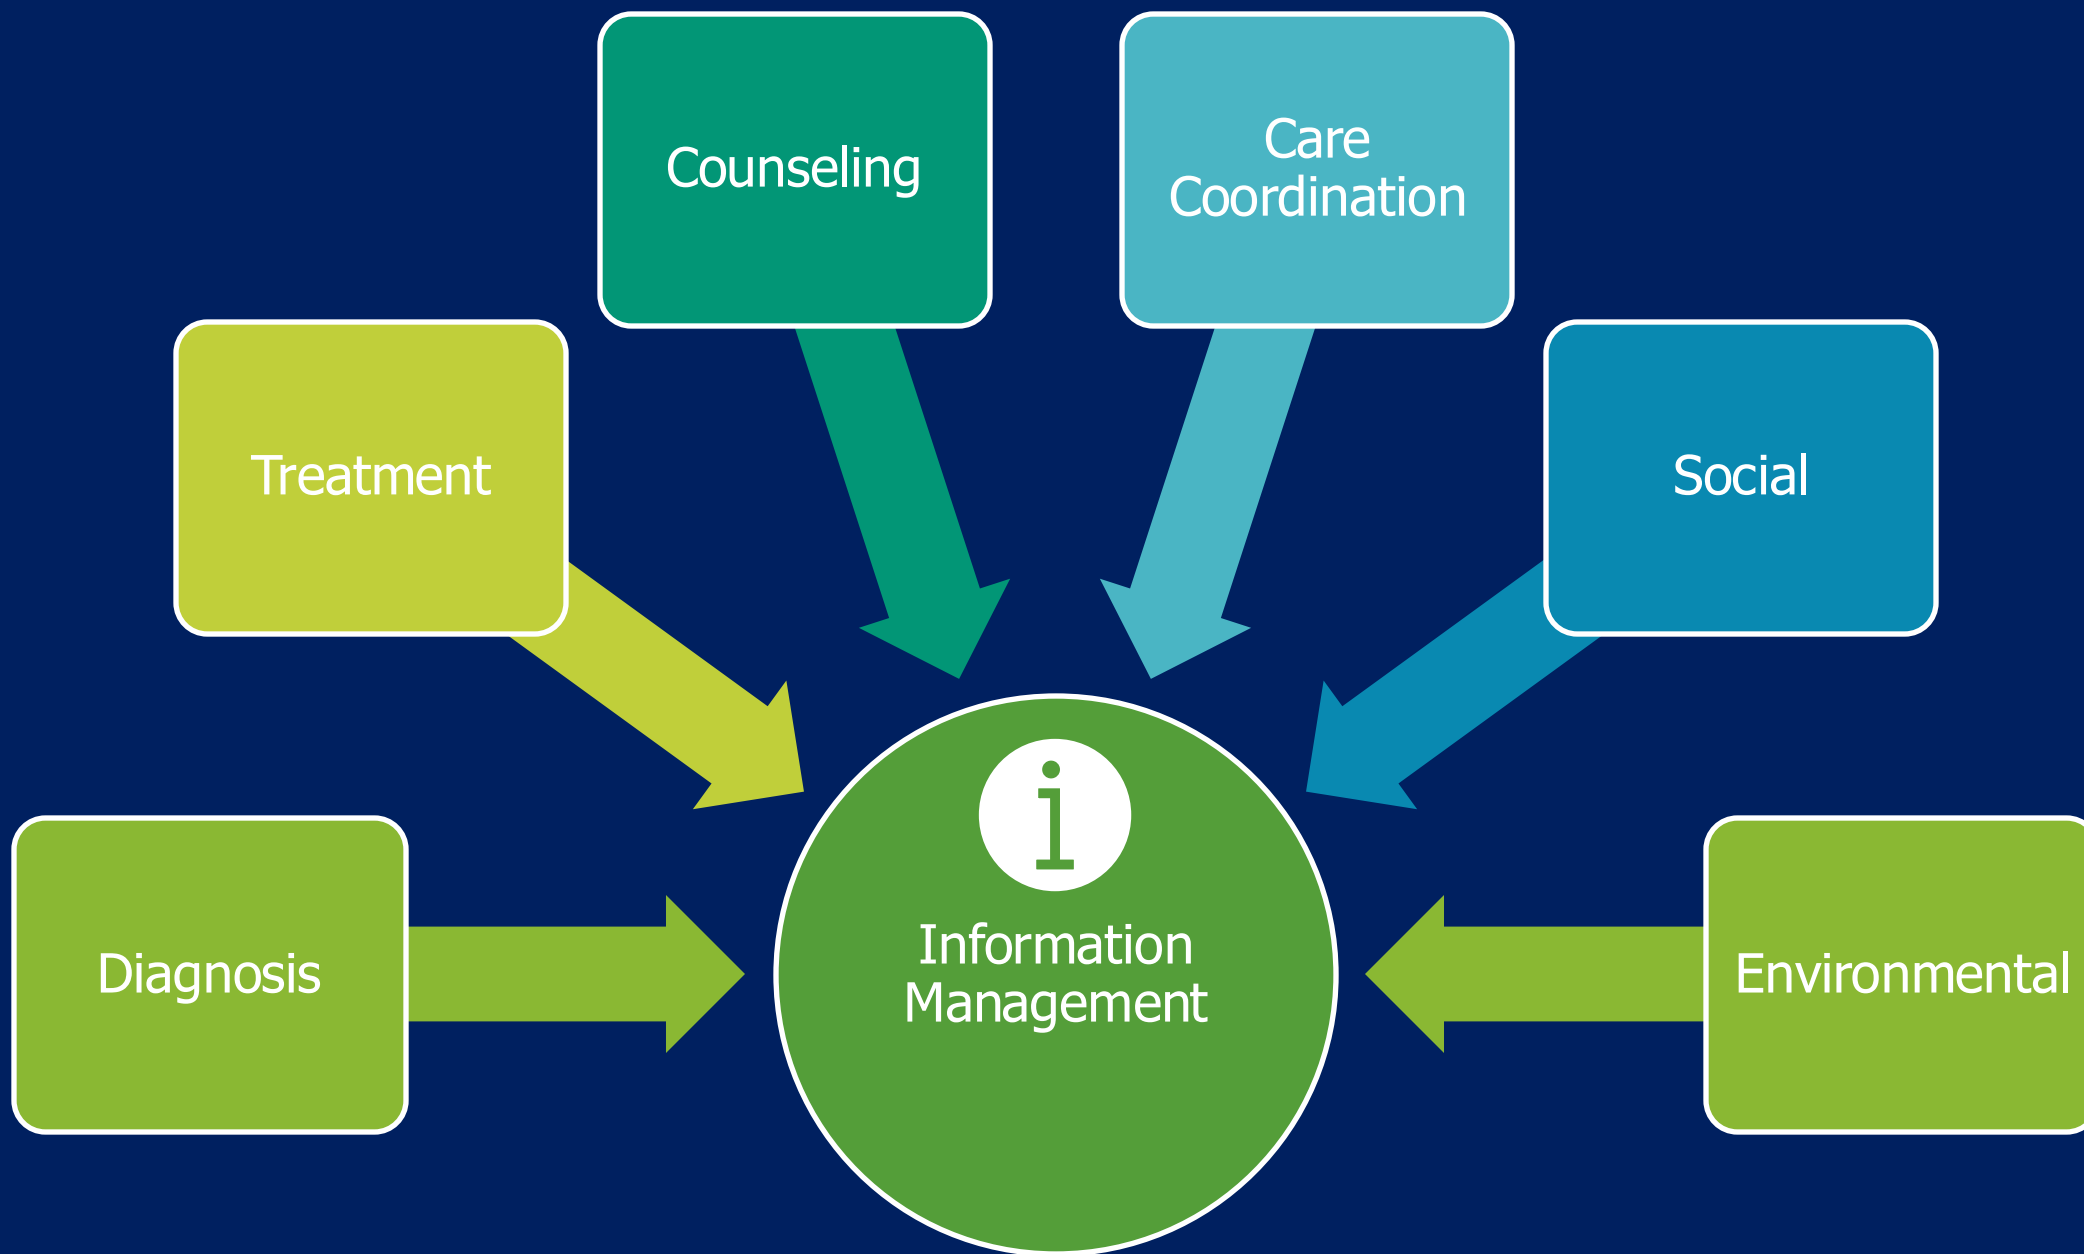 Counseling
Care
Coordination
Treatment
Social
i
Information
Management
Diagnosis
Environmental